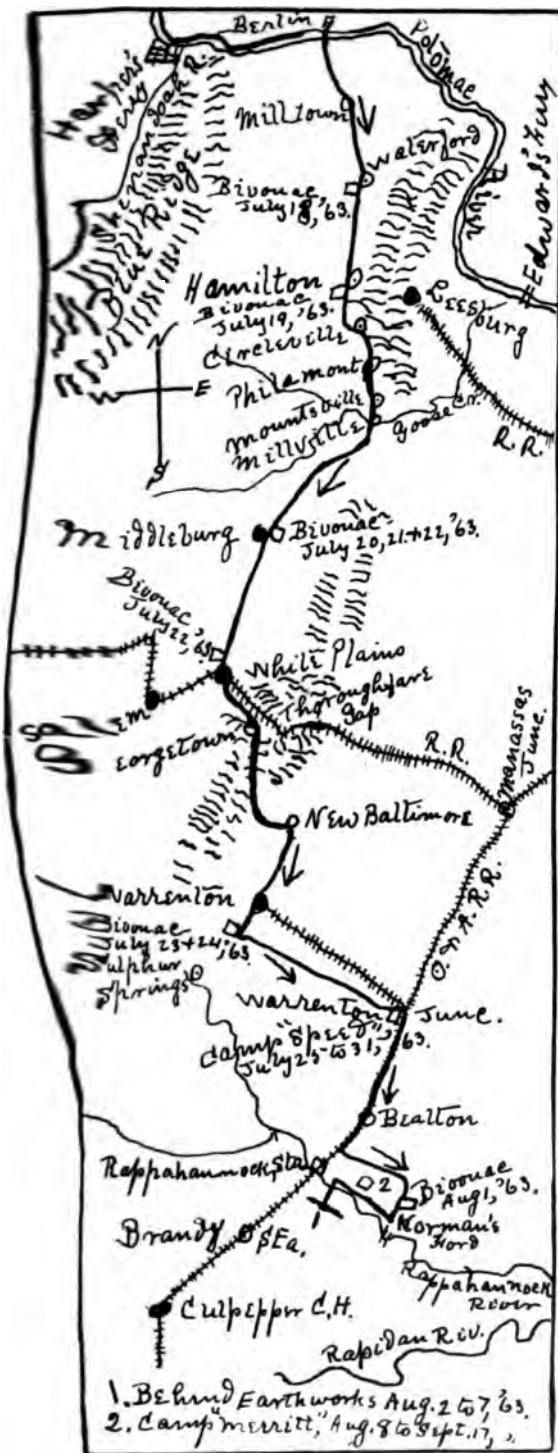 Berlin
Potomac
River
Harper's
Ferry
Shenandoah R.
Blue Ridge
Milltown
Waterford
Bivouac
July 18, '63.
Edwards' Ferry
Hamilton
Bivouac
July 19, '63.
Leesburg
Circleville
N
E
S
Philamont
Mountsville
Millville
Goose Cr.
R.R.
Middleburg
Bivouac
July 20, 21 + 22, '63.
Bivouac
July 22, '63.
White Plains
Thoroughfare
Gap
Georgetown
R.R.
Manassas
Junc.
New Baltimore
O. & A. R.R.
Warrenton
Bivouac
July 23 + 24, '63.
Sulphur
Springs
Warrenton June.
Camp "Speed",
July 25 to 31, '63.
Bealton
Rappahannock, Sta.
2
Bivouac
Aug 1, '63.
Norman's
Ford
Brandy Sta.
Rappahannock
River
Culpepper C.H.
Rapidan Riv.
1. Behind Earthworks Aug. 2 to 7, '63.
2. Camp "Merritt," Aug. 8 to Sept. 17, "